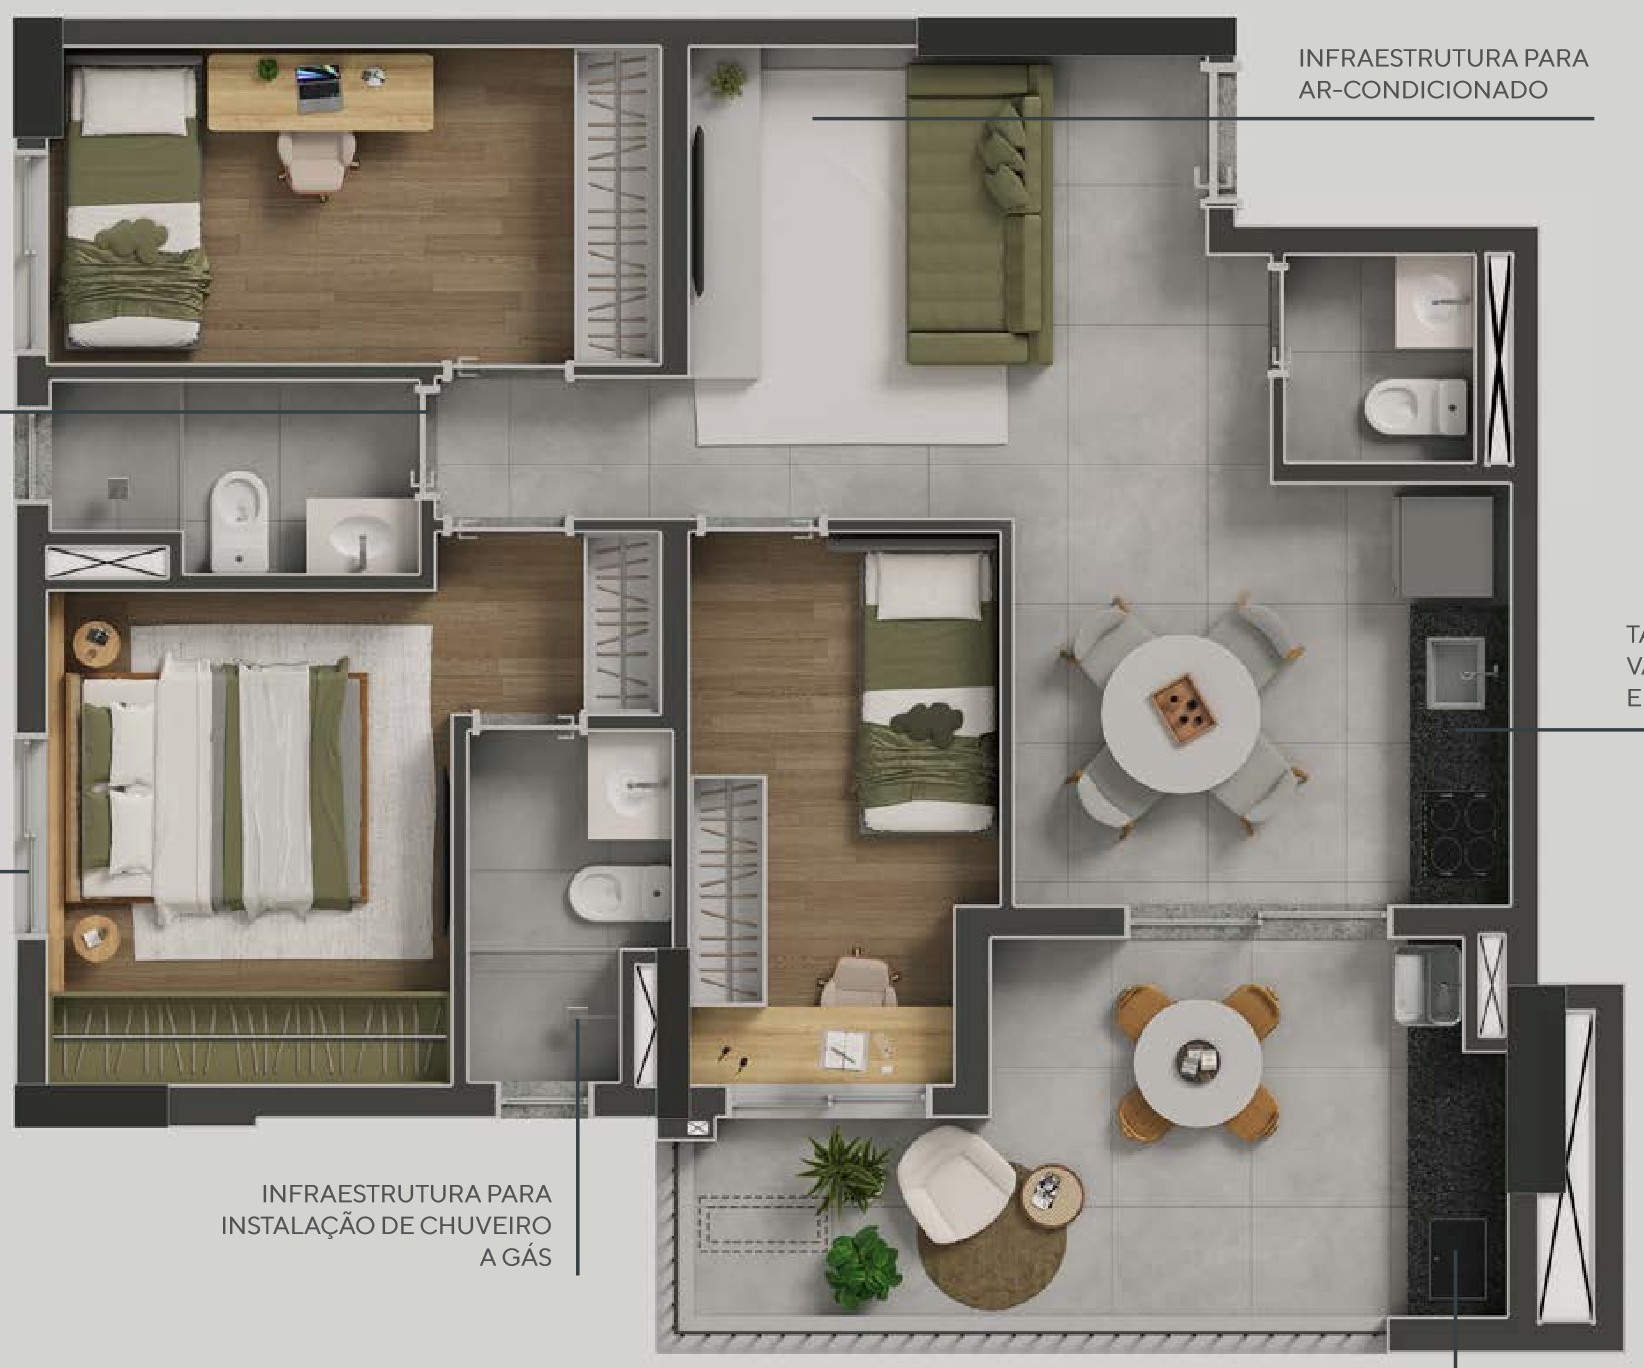 INFRAESTRUTURA PARA
AR-CONDICIONADO
INFRAESTRUTURA PARA
INSTALAÇÃO DE CHUVEIRO
A GÁS